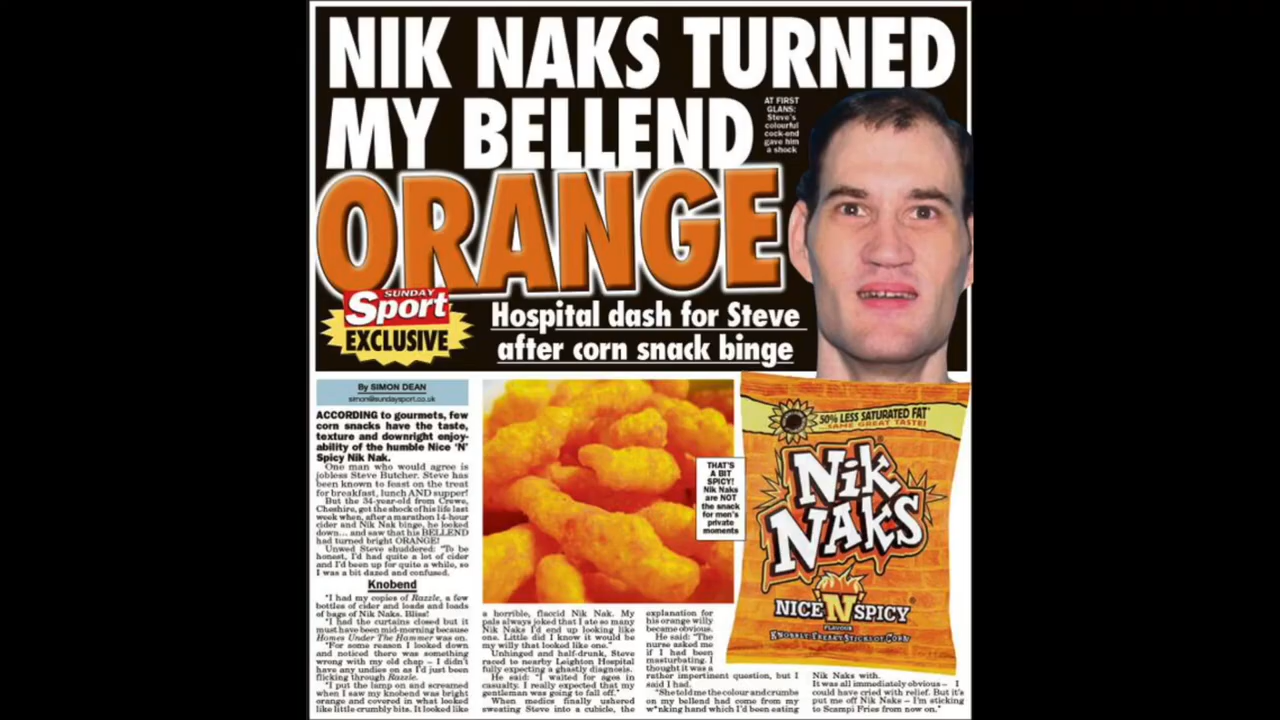 NIK NAKS TURNED
MY BELLEND
ORANGE
AT FIRST
GLANS:
Steve's
colourful
cock-end
gave him
a shock
SUNDAY
Sport
EXCLUSIVE
Hospital dash for Steve
after corn snack binge
By SIMON DEAN
simon@sundaysport.co.uk
ACCORDING to gourmets, few
corn snacks have the taste,
texture and downright enjoy-
ability of the humble Nice 'N'
Spicy Nik Nak.
One man who would agree is
jobless Steve Butcher. Steve has
been known to feast on the treat
for breakfast, lunch AND supper!
But the 34-year-old from Crewe,
Cheshire, got the shock of his life last
week when, after a marathon 14-hour
cider and Nik Nak binge, he looked
down... and saw that his BELLEND
had turned bright ORANGE!
Unwed Steve shuddered: "To be
honest, I'd had quite a lot of cider
and I'd been up for quite a while, so
I was a bit dazed and confused.
Knobend
"I had my copies of Razzle, a few
bottles of cider and loads and loads
of bags of Nik Naks. Bliss!
"I had the curtains closed but it
must have been mid-morning because
Homes Under The Hammer was on.
"For some reason I looked down
and noticed there was something
wrong with my old chap – I didn't
have any undies on as I'd just been
flicking through Razzle.
"I put the lamp on and screamed
when I saw my knobend was bright
orange and covered in what looked
like little crumbly bits. It looked like
a horrible, flaccid Nik Nak. My
pals always joked that I ate so many
Nik Naks I'd end up looking like
one. Little did I know it would be
my willy that looked like one."
Unhinged and half-drunk, Steve
raced to nearby Leighton Hospital
fully expecting a ghastly diagnosis.
He said: "I waited for ages in
casualty. I really expected that my
gentleman was going to fall off."
When medics finally ushered
sweating Steve into a cubicle, the
explanation for
his orange willy
became obvious.
He said: "The
nurse asked me
if I had been
masturbating. I
thought it was a
rather impertinent question, but I
said I had.
"She told me the colour and crumbs
on my bellend had come from my
w*nking hand which I'd been eating
Nik Naks with.
It was all immediately obvious – I
could have cried with relief. But it's
put me off Nik Naks – I'm sticking
to Scampi Fries from now on."
THAT'S
A BIT
SPICY!
Nik Naks
are NOT
the snack
for men's
private
moments
50% LESS SATURATED FAT*
SAME GREAT TASTE!
Nik
NAKS
NICE N SPICY
FLAVOUR